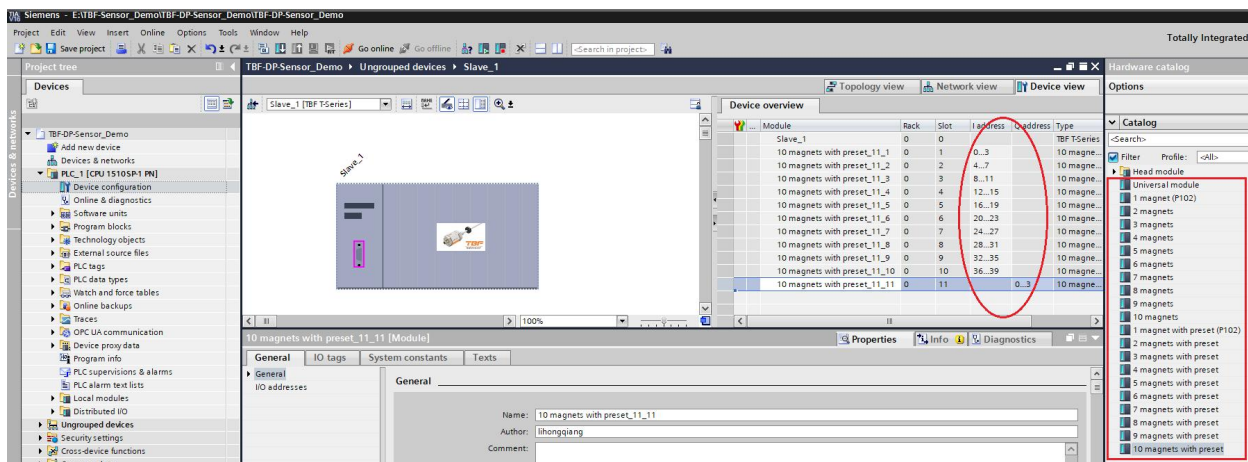 Siemens - E:\TBF-Sensor_Demo\TBF-DP-Sensor_Demo\TBF-DP-Sensor_Demo
Project Edit View Insert Online Options Tools Window Help
Save project Go online Go offline <Search in project>
Totally Integrated
Project tree
Devices
Devices & networks
TBF-DP-Sensor_Demo
Add new device
Devices & networks
PLC_1 [CPU 1510SP-1 PN]
Device configuration
Online & diagnostics
Software units
Program blocks
Technology objects
External source files
PLC tags
PLC data types
Watch and force tables
Online backups
Traces
OPC UA communication
Device proxy data
Program info
PLC supervisions & alarms
PLC alarm text lists
Local modules
Distributed I/O
Ungrouped devices
Security settings
Cross-device functions
TBF-DP-Sensor_Demo Ungrouped devices Slave_1
Topology view Network view Device view
Slave_1 [TBF T-Series]
Slave_1
TBF
100%
Device overview
... Module Rack Slot I address Q address Type
Slave_1 0 0 TBF T-Series
10 magnets with preset_11_1 0 1 0...3 10 magne...
10 magnets with preset_11_2 0 2 4...7 10 magne...
10 magnets with preset_11_3 0 3 8...11 10 magne...
10 magnets with preset_11_4 0 4 12...15 10 magne...
10 magnets with preset_11_5 0 5 16...19 10 magne...
10 magnets with preset_11_6 0 6 20...23 10 magne...
10 magnets with preset_11_7 0 7 24...27 10 magne...
10 magnets with preset_11_8 0 8 28...31 10 magne...
10 magnets with preset_11_9 0 9 32...35 10 magne...
10 magnets with preset_11_10 0 10 36...39 10 magne...
10 magnets with preset_11_11 0 11 0...3 10 magne...
10 magnets with preset_11_11 [Module]
Properties Info Diagnostics
General IO tags System constants Texts
General
I/O addresses
General
Name: 10 magnets with preset_11_11
Author: lihongqiang
Comment:
Hardware catalog
Options
Catalog
<Search>
Filter Profile: <All>
Head module
Universal module
1 magnet (P102)
2 magnets
3 magnets
4 magnets
5 magnets
6 magnets
7 magnets
8 magnets
9 magnets
10 magnets
1 magnet with preset (P102)
2 magnets with preset
3 magnets with preset
4 magnets with preset
5 magnets with preset
6 magnets with preset
7 magnets with preset
8 magnets with preset
9 magnets with preset
10 magnets with preset